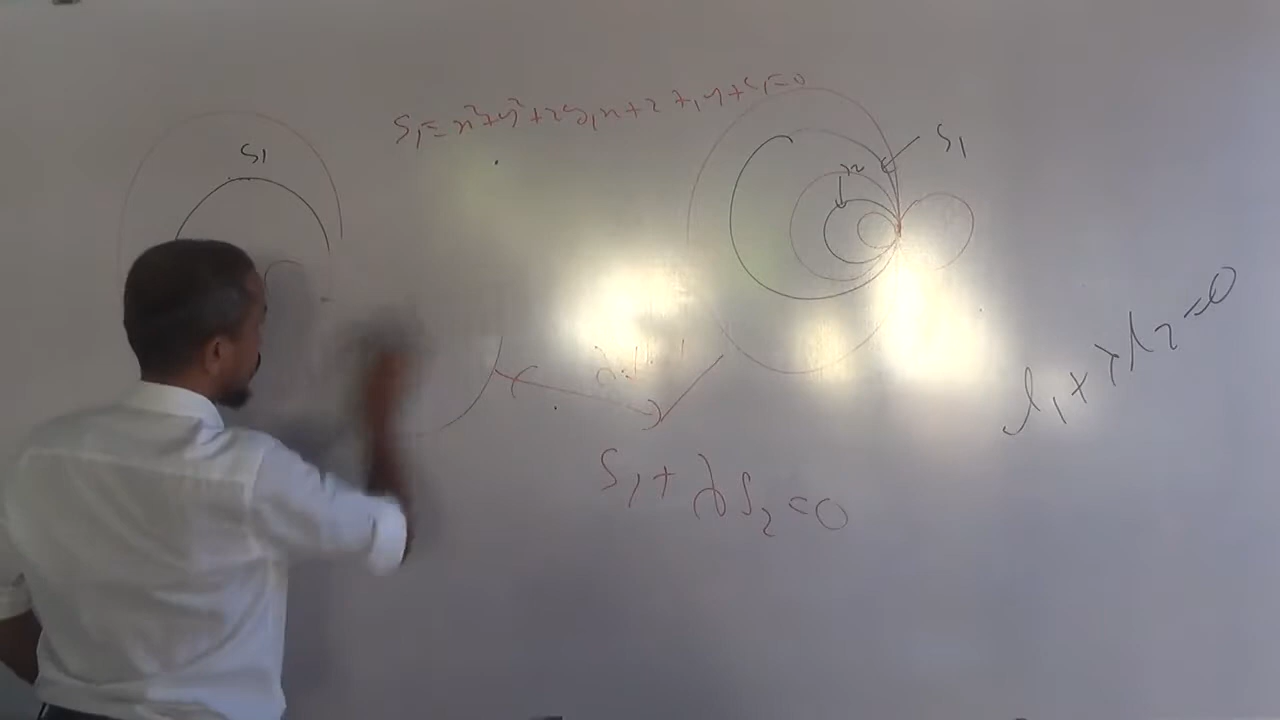 S₁ ≡ x² + y² + 2g₁x + 2f₁y + c₁ = 0
S₁
S₁
S₁ + λS₂ = 0
l₁ + λl₂ = 0